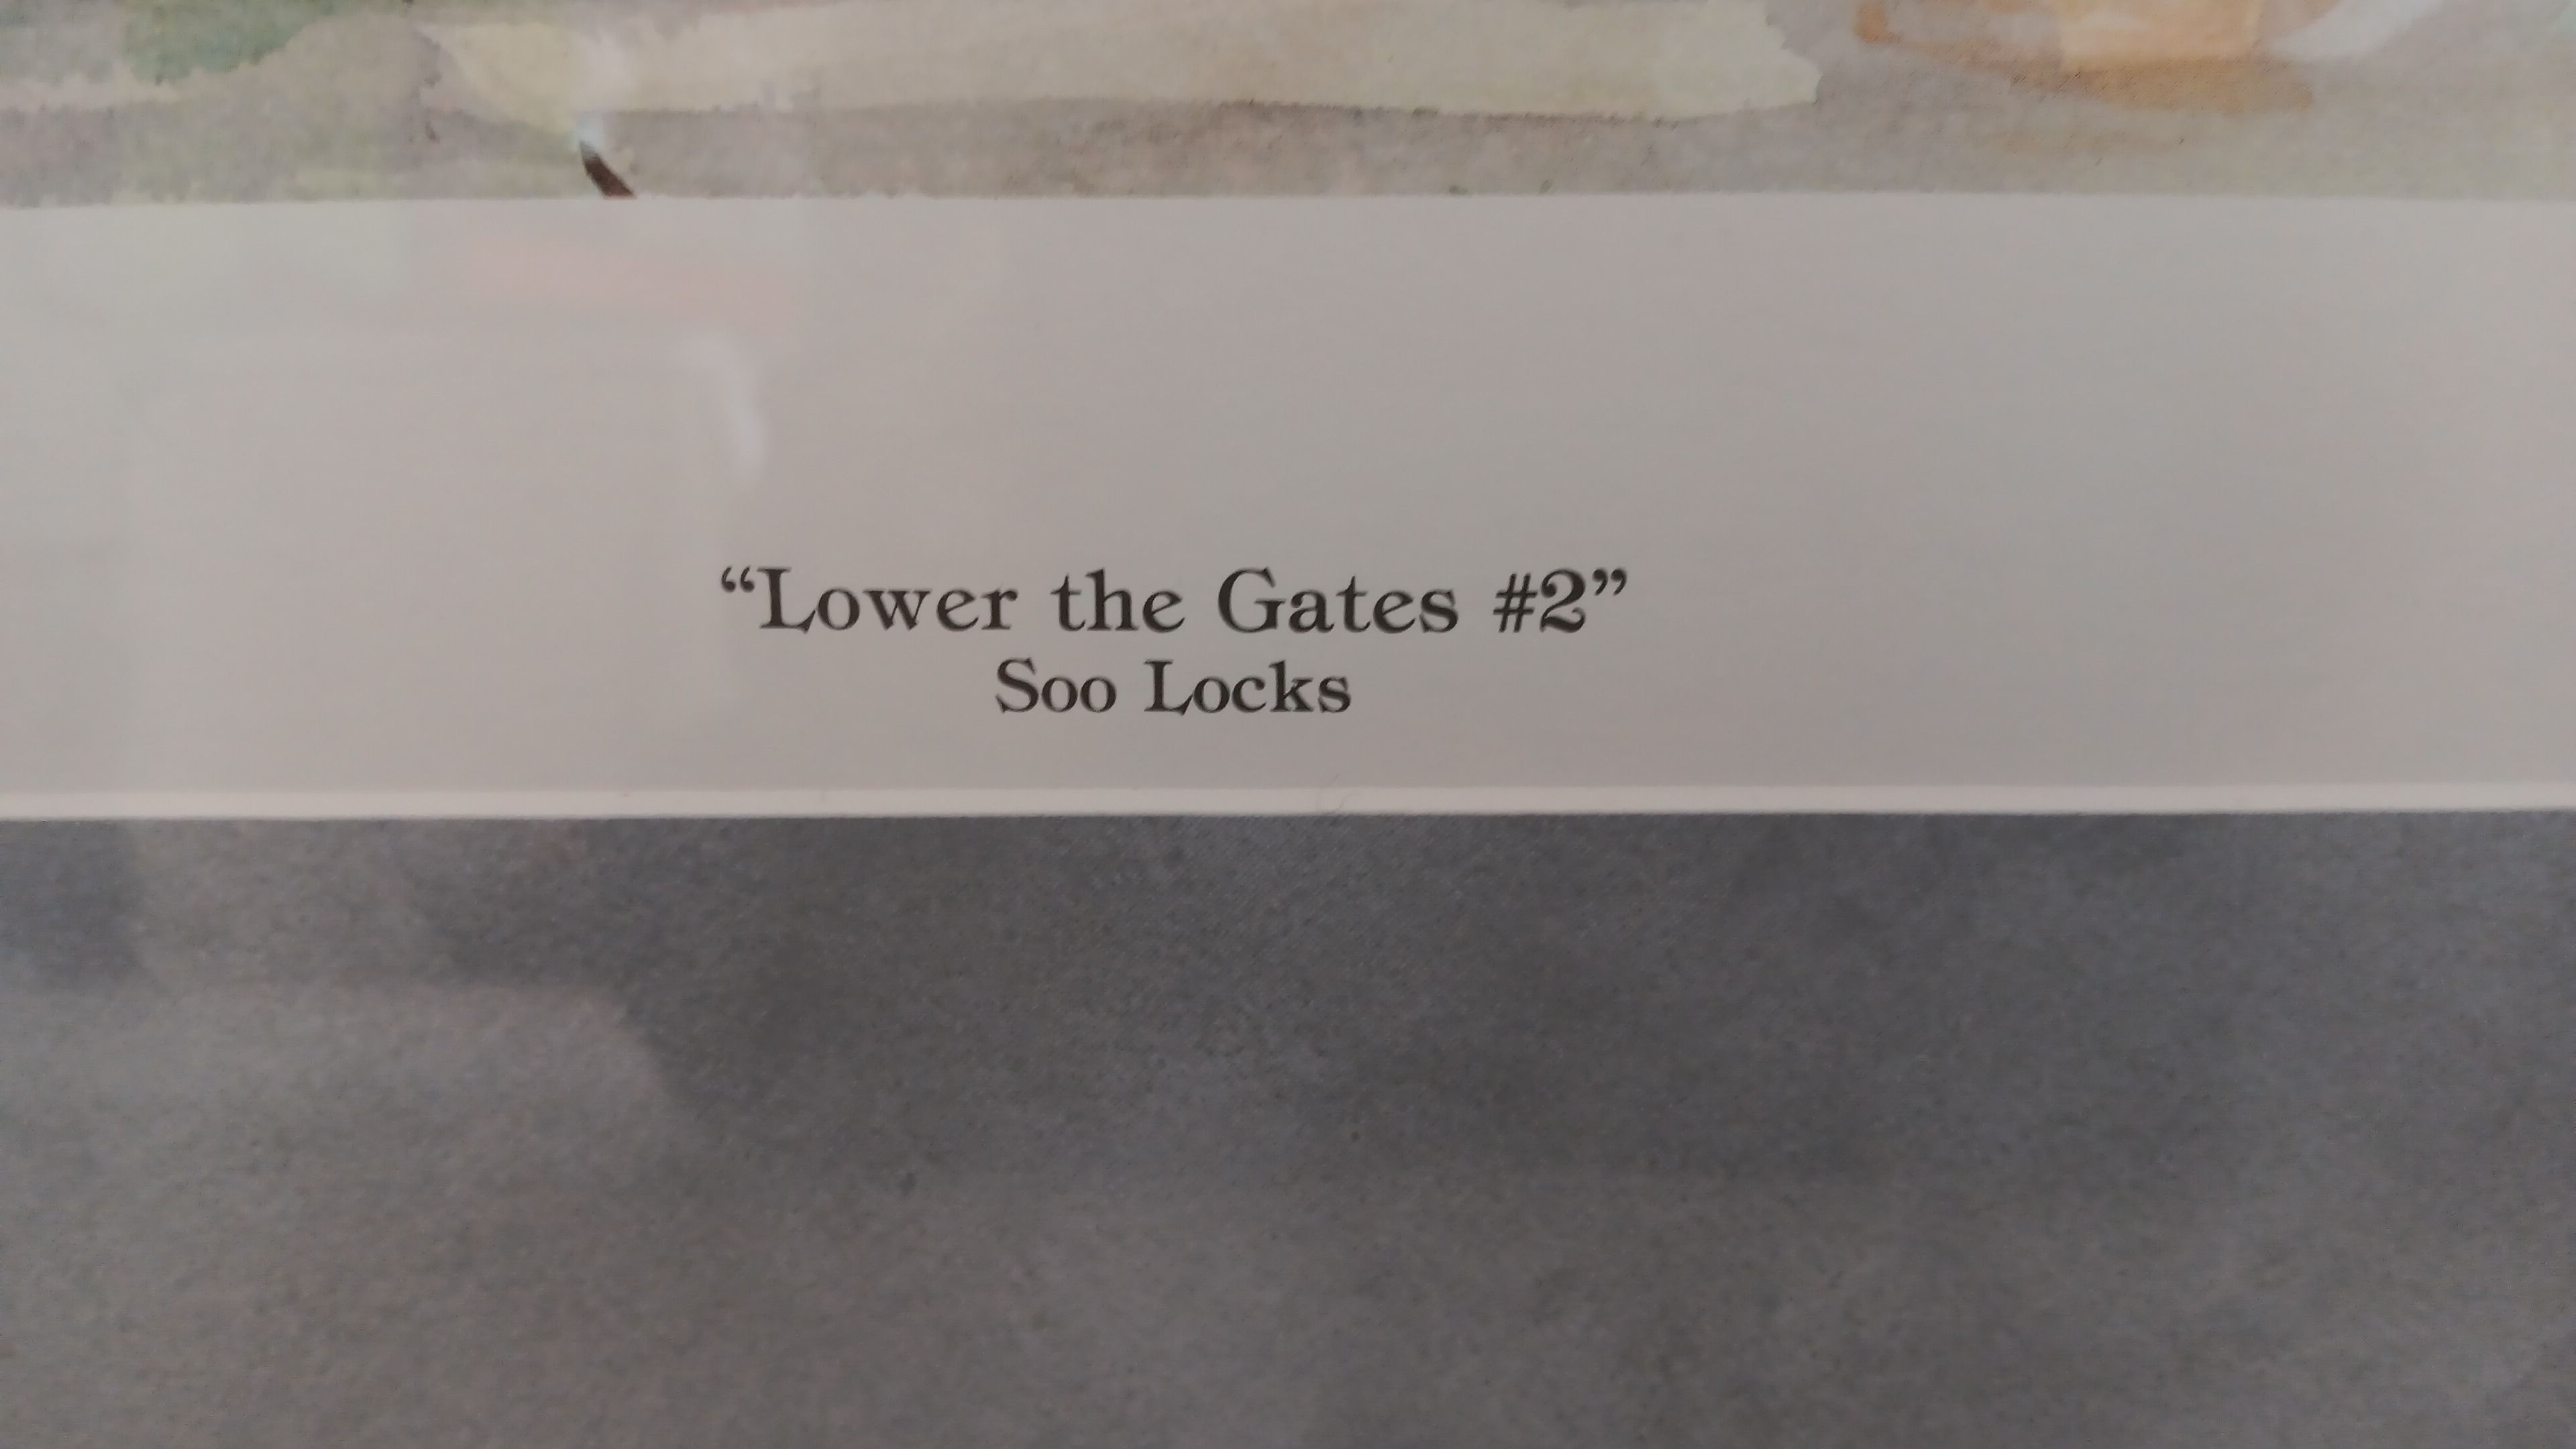 “Lower the Gates #2”
Soo Locks